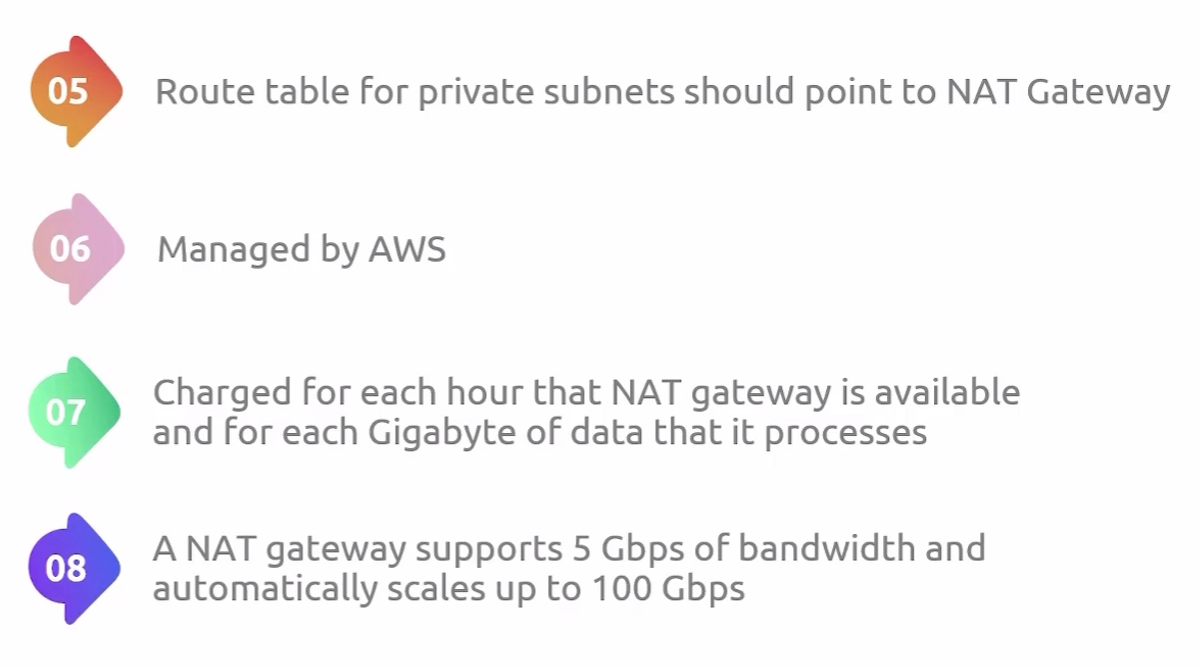 05 Route table for private subnets should point to NAT Gateway
06 Managed by AWS
07 Charged for each hour that NAT gateway is available
and for each Gigabyte of data that it processes
08 A NAT gateway supports 5 Gbps of bandwidth and
automatically scales up to 100 Gbps